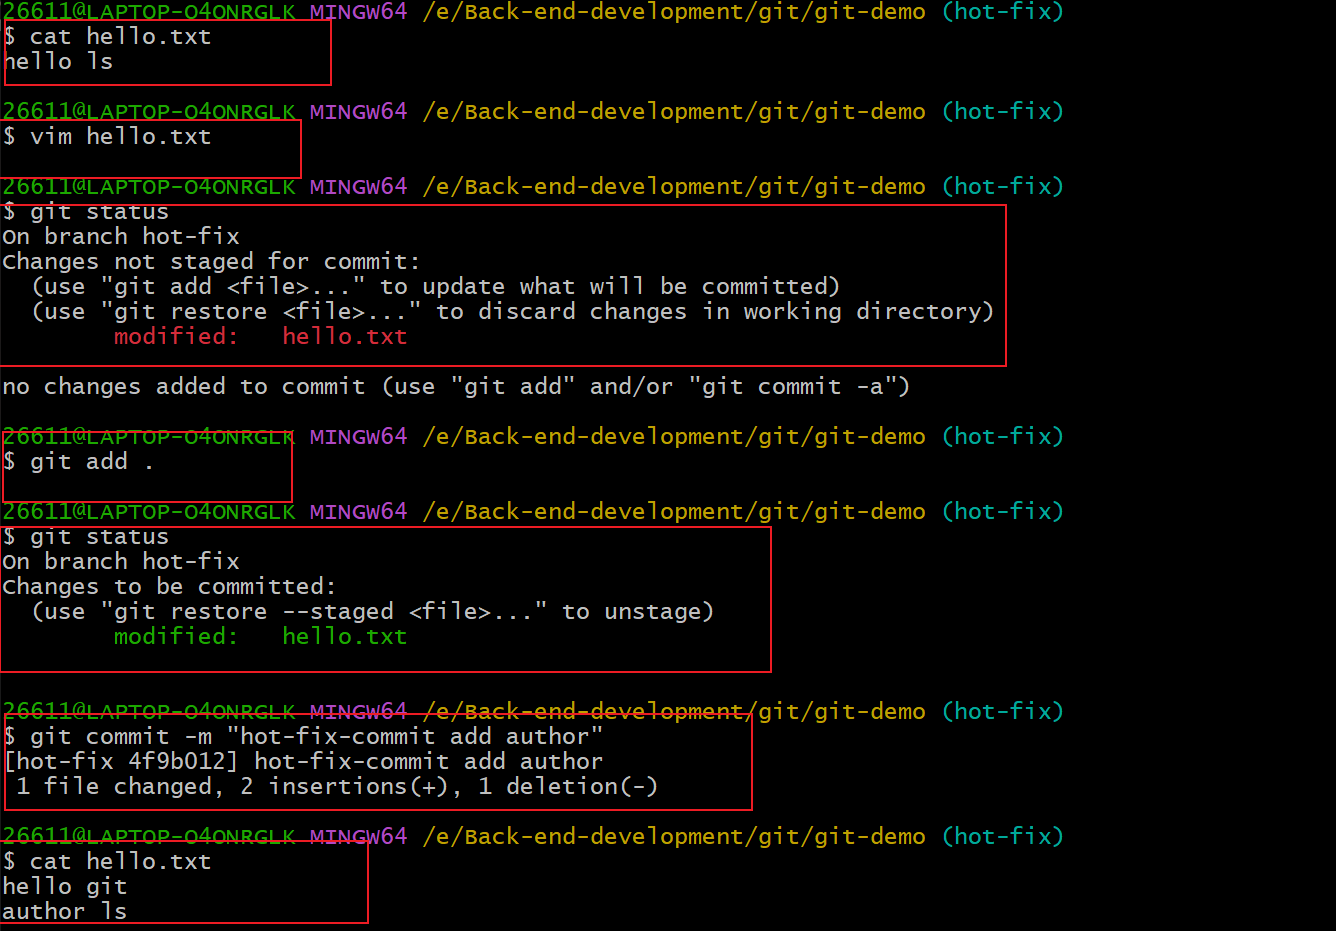 26611@LAPTOP-O4ONRGLK MINGW64 /e/Back-end-development/git/git-demo (hot-fix)
$ cat hello.txt
hello ls
26611@LAPTOP-O4ONRGLK MINGW64 /e/Back-end-development/git/git-demo (hot-fix)
$ vim hello.txt
26611@LAPTOP-O4ONRGLK MINGW64 /e/Back-end-development/git/git-demo (hot-fix)
$ git status
On branch hot-fix
Changes not staged for commit:
  (use "git add <file>..." to update what will be committed)
  (use "git restore <file>..." to discard changes in working directory)
        modified:   hello.txt
no changes added to commit (use "git add" and/or "git commit -a")
26611@LAPTOP-O4ONRGLK MINGW64 /e/Back-end-development/git/git-demo (hot-fix)
$ git add .
26611@LAPTOP-O4ONRGLK MINGW64 /e/Back-end-development/git/git-demo (hot-fix)
$ git status
On branch hot-fix
Changes to be committed:
  (use "git restore --staged <file>..." to unstage)
        modified:   hello.txt
26611@LAPTOP-O4ONRGLK MINGW64 /e/Back-end-development/git/git-demo (hot-fix)
$ git commit -m "hot-fix-commit add author"
[hot-fix 4f9b012] hot-fix-commit add author
 1 file changed, 2 insertions(+), 1 deletion(-)
26611@LAPTOP-O4ONRGLK MINGW64 /e/Back-end-development/git/git-demo (hot-fix)
$ cat hello.txt
hello git
author ls